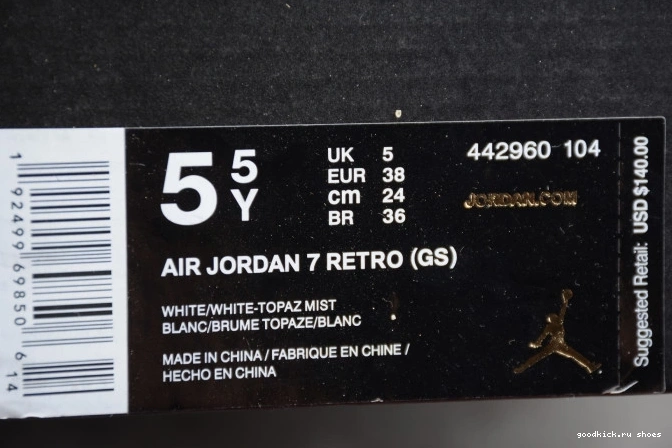 1 92499 69850 6 14
5 5 Y
UK 5
EUR 38
cm 24
BR 36
442960 104
JORDAN.COM
AIR JORDAN 7 RETRO (GS)
WHITE/WHITE-TOPAZ MIST
BLANC/BRUME TOPAZE/BLANC
MADE IN CHINA / FABRIQUE EN CHINE /
HECHO EN CHINA
Suggested Retail: USD $140.00
goodkick.ru shoes